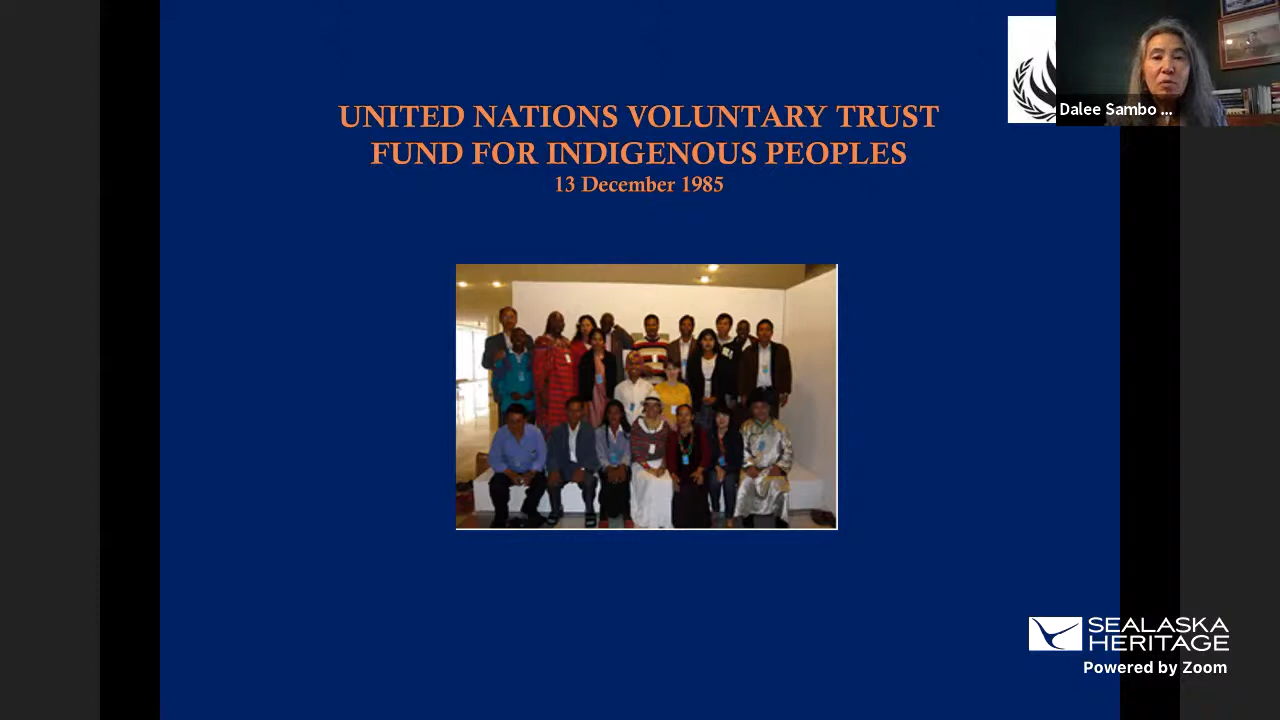 UNITED NATIONS VOLUNTARY TRUST
FUND FOR INDIGENOUS PEOPLES
13 December 1985
Dalee Sambo ...
SEALASKA
HERITAGE
Powered by Zoom